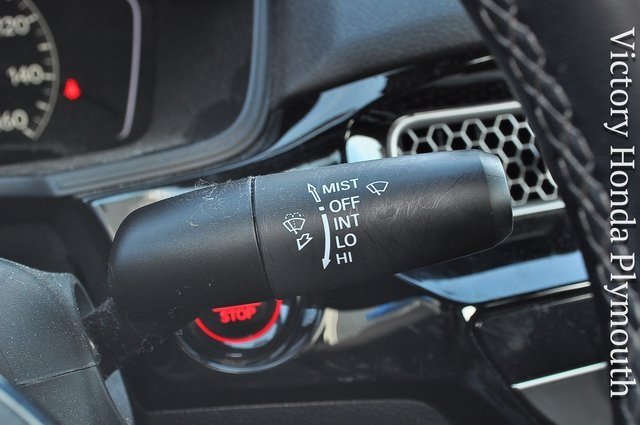 120
140
160
MIST
OFF
INT
LO
HI
STOP
Victory Honda Plymouth